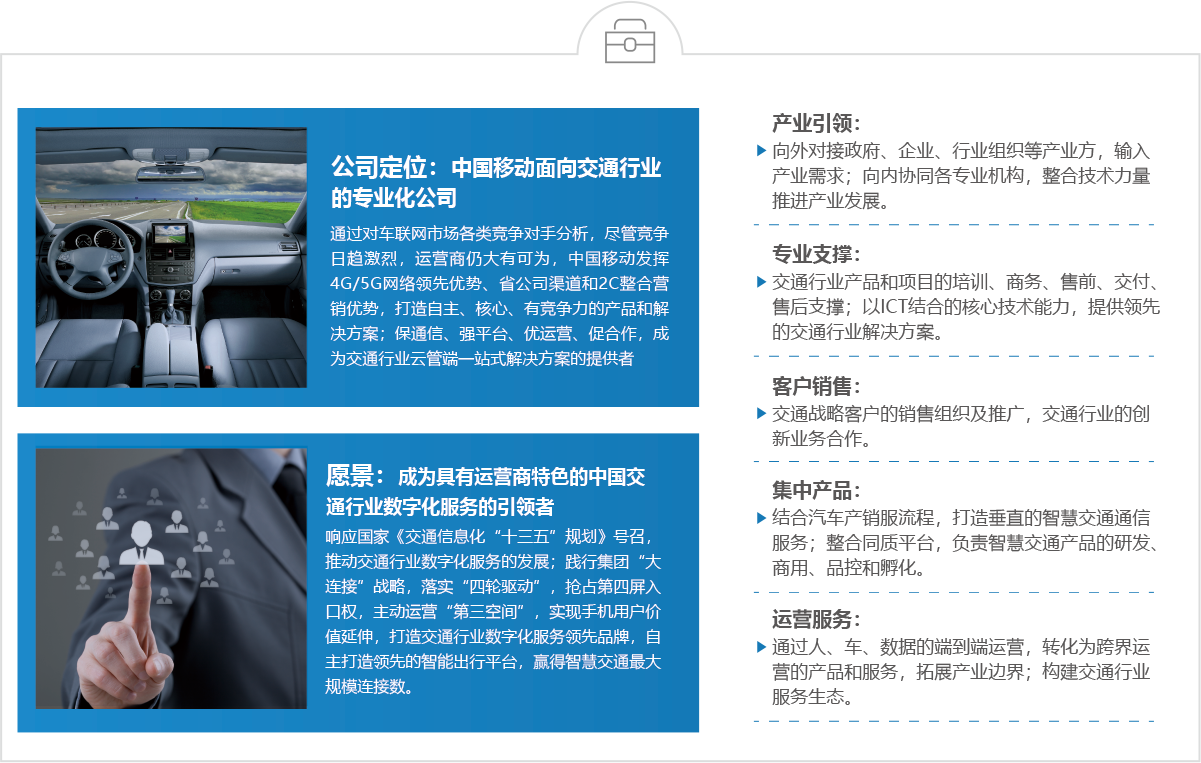 公司定位：中国移动面向交通行业
的专业化公司
通过对车联网市场各类竞争对手分析，尽管竞争
日趋激烈，运营商仍大有可为，中国移动发挥
4G/5G网络领先优势、省公司渠道和2C整合营
销优势，打造自主、核心、有竞争力的产品和解
决方案；保通信、强平台、优运营、促合作，成
为交通行业云管端一站式解决方案的提供者
愿景：成为具有运营商特色的中国交
通行业数字化服务的引领者
响应国家《交通信息化“十三五”规划》号召，
推动交通行业数字化服务的发展；践行集团“大
连接”战略，落实“四轮驱动”，抢占第四屏入
口权，主动运营“第三空间”，实现手机用户价
值延伸，打造交通行业数字化服务领先品牌，自
主打造领先的智能出行平台，赢得智慧交通最大
规模连接数。
产业引领：
向外对接政府、企业、行业组织等产业方，输入
产业需求；向内协同各专业机构，整合技术力量
推进产业发展。
专业支撑：
交通行业产品和项目的培训、商务、售前、交付、
售后支撑；以ICT结合的核心技术能力，提供领先
的交通行业解决方案。
客户销售：
交通战略客户的销售组织及推广，交通行业的创
新业务合作。
集中产品：
结合汽车产销服流程，打造垂直的智慧交通通信
服务；整合同质平台，负责智慧交通产品的研发、
商用、品控和孵化。
运营服务：
通过人、车、数据的端到端运营，转化为跨界运
营的产品和服务，拓展产业边界；构建交通行业
服务生态。